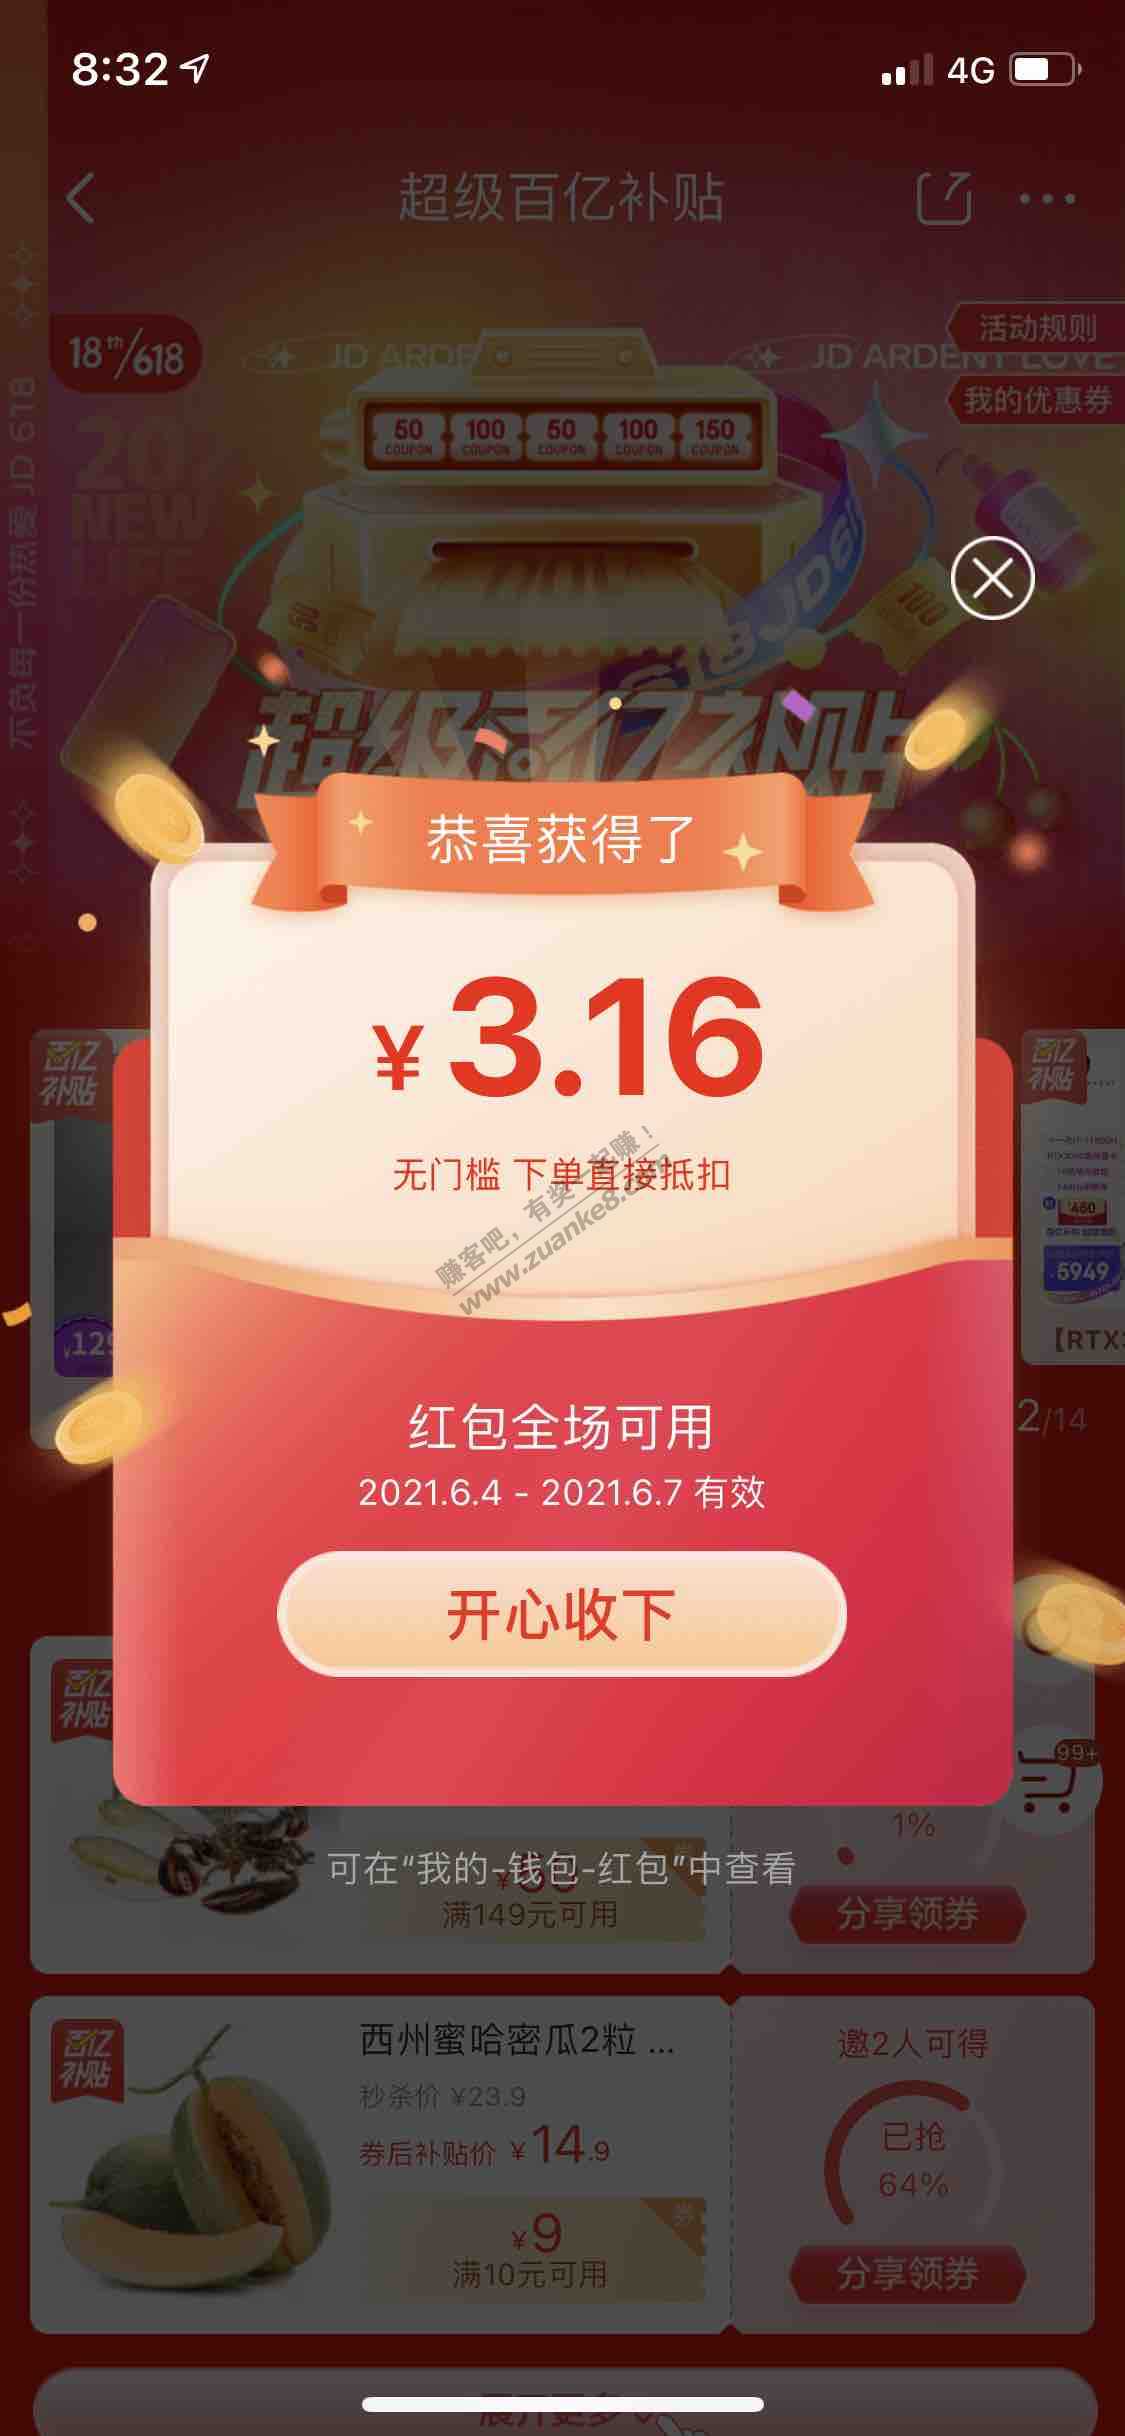 8:32
4G
超级百亿补贴
活动规则
18th/618
JD ARDE
JD ARDENT LOVE
我的优惠券
50 COUPON
100 COUPON
50 COUPON
100 COUPON
150 COUPON
NEW
LIFE
不负每一份热爱 JD 618
618 JD618
100
超级百亿补贴
恭喜获得了
¥3.16
无门槛 下单直接抵扣
赚客吧，有奖一起赚！
www.zuanke8.com
百亿补贴
百亿补贴
460
5949
【RTX3
红包全场可用
2/14
2021.6.4 - 2021.6.7 有效
开心收下
百亿补贴
99+
1%
可在“我的-钱包-红包”中查看
满149元可用
分享领券
百亿补贴
西州蜜哈密瓜2粒 ...
邀2人可得
秒杀价 ¥23.9
已抢
券后补贴价 ¥14.9
64%
券
¥9
满10元可用
分享领券
展开更多